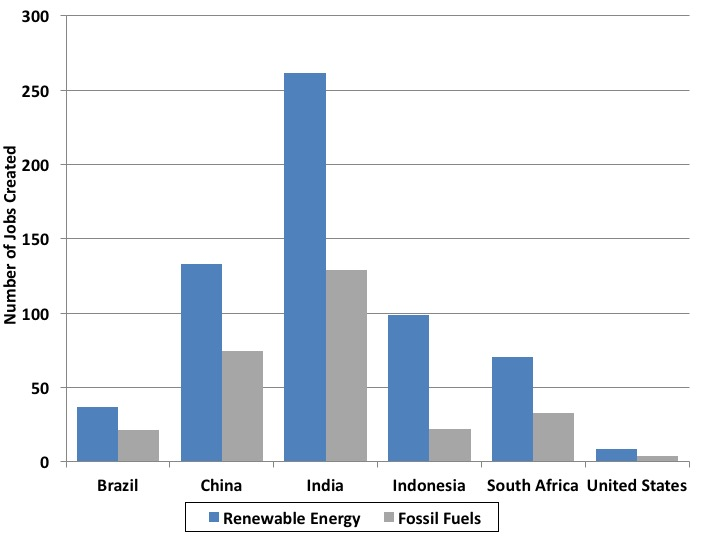 300
250
200
150
100
50
0
Number of Jobs Created
Brazil China India Indonesia South Africa United States
Renewable Energy Fossil Fuels